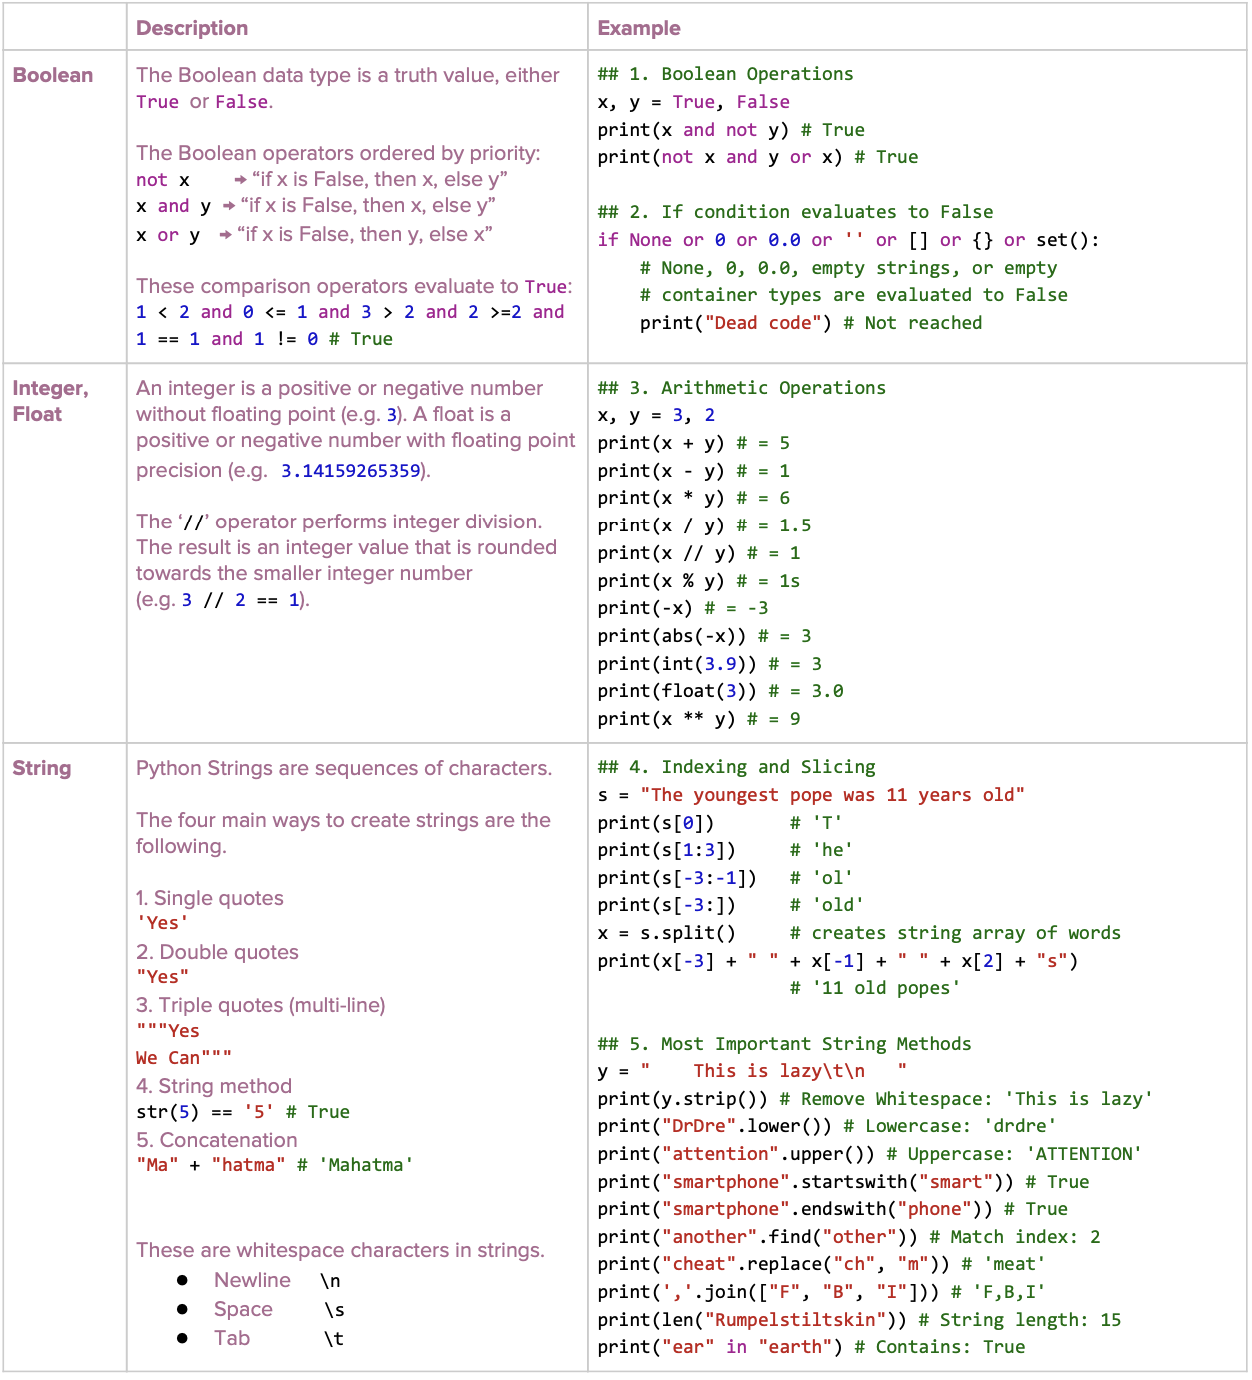 Description
Example
Boolean
The Boolean data type is a truth value, either
True or False.
The Boolean operators ordered by priority:
not x → “if x is False, then x, else y”
x and y → “if x is False, then x, else y”
x or y → “if x is False, then y, else x”
These comparison operators evaluate to True:
1 < 2 and 0 <= 1 and 3 > 2 and 2 >=2 and
1 == 1 and 1 != 0 # True
## 1. Boolean Operations
x, y = True, False
print(x and not y) # True
print(not x and y or x) # True
## 2. If condition evaluates to False
if None or 0 or 0.0 or '' or [] or {} or set():
# None, 0, 0.0, empty strings, or empty
# container types are evaluated to False
print("Dead code") # Not reached
Integer,
Float
An integer is a positive or negative number
without floating point (e.g. 3). A float is a
positive or negative number with floating point
precision (e.g. 3.14159265359).
The ‘//’ operator performs integer division.
The result is an integer value that is rounded
towards the smaller integer number
(e.g. 3 // 2 == 1).
## 3. Arithmetic Operations
x, y = 3, 2
print(x + y) # = 5
print(x - y) # = 1
print(x * y) # = 6
print(x / y) # = 1.5
print(x // y) # = 1
print(x % y) # = 1s
print(-x) # = -3
print(abs(-x)) # = 3
print(int(3.9)) # = 3
print(float(3)) # = 3.0
print(x ** y) # = 9
String
Python Strings are sequences of characters.
The four main ways to create strings are the
following.
1. Single quotes
'Yes'
2. Double quotes
"Yes"
3. Triple quotes (multi-line)
"""Yes
We Can"""
4. String method
str(5) == '5' # True
5. Concatenation
"Ma" + "hatma" # 'Mahatma'
These are whitespace characters in strings.
● Newline \n
● Space \s
● Tab \t
## 4. Indexing and Slicing
s = "The youngest pope was 11 years old"
print(s[0]) # 'T'
print(s[1:3]) # 'he'
print(s[-3:-1]) # 'ol'
print(s[-3:]) # 'old'
x = s.split() # creates string array of words
print(x[-3] + " " + x[-1] + " " + x[2] + "s")
# '11 old popes'
## 5. Most Important String Methods
y = "    This is lazy\t\n   "
print(y.strip()) # Remove Whitespace: 'This is lazy'
print("DrDre".lower()) # Lowercase: 'drdre'
print("attention".upper()) # Uppercase: 'ATTENTION'
print("smartphone".startswith("smart")) # True
print("smartphone".endswith("phone")) # True
print("another".find("other")) # Match index: 2
print("cheat".replace("ch", "m")) # 'meat'
print(','.join(["F", "B", "I"])) # 'F,B,I'
print(len("Rumpelstiltskin")) # String length: 15
print("ear" in "earth") # Contains: True